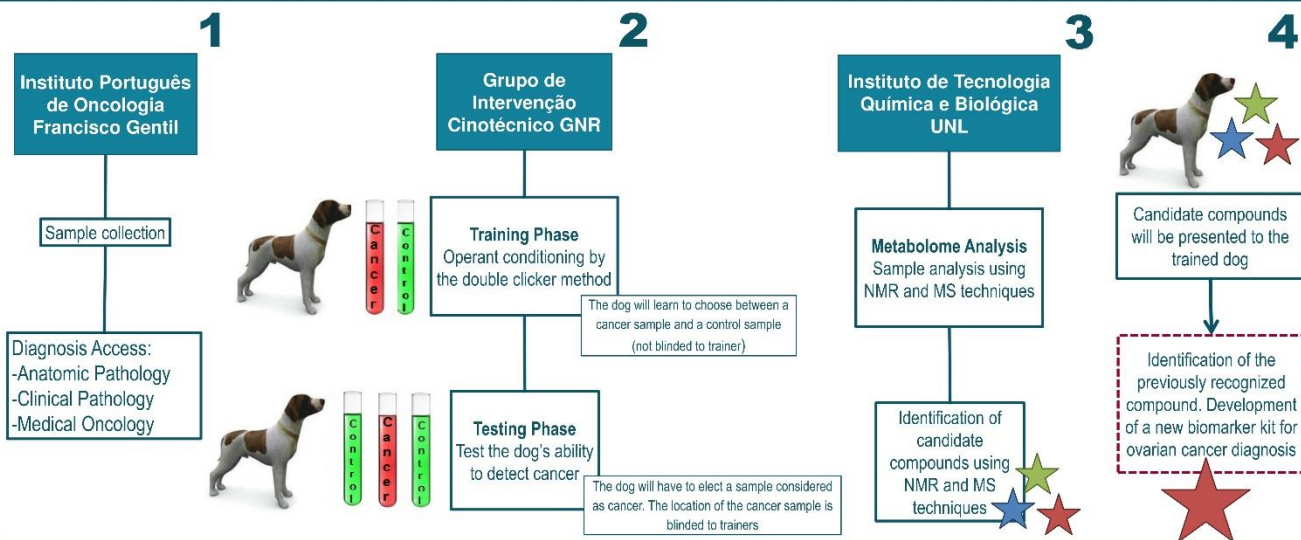 1
Instituto Português
de Oncologia
Francisco Gentil
Sample collection
Diagnosis Access:
-Anatomic Pathology
-Clinical Pathology
-Medical Oncology
2
Grupo de
Intervenção
Cinotécnico GNR
Cancer
Control
Training Phase
Operant conditioning by
the double clicker method
The dog will learn to choose between a
cancer sample and a control sample
(not blinded to trainer)
Control
Cancer
Control
Testing Phase
Test the dog's ability
to detect cancer
The dog will have to elect a sample considered
as cancer. The location of the cancer sample is
blinded to trainers
3
Instituto de Tecnologia
Química e Biológica
UNL
Metabolome Analysis
Sample analysis using
NMR and MS techniques
Identification of
candidate
compounds using
NMR and MS
techniques
4
Candidate compounds
will be presented to the
trained dog
Identification of the
previously recognized
compound. Development
of a new biomarker kit for
ovarian cancer diagnosis